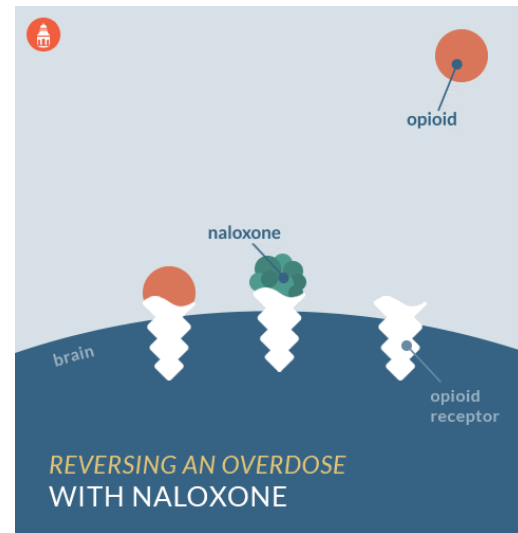 opioid
naloxone
brain
opioid
receptor
REVERSING AN OVERDOSE
WITH NALOXONE